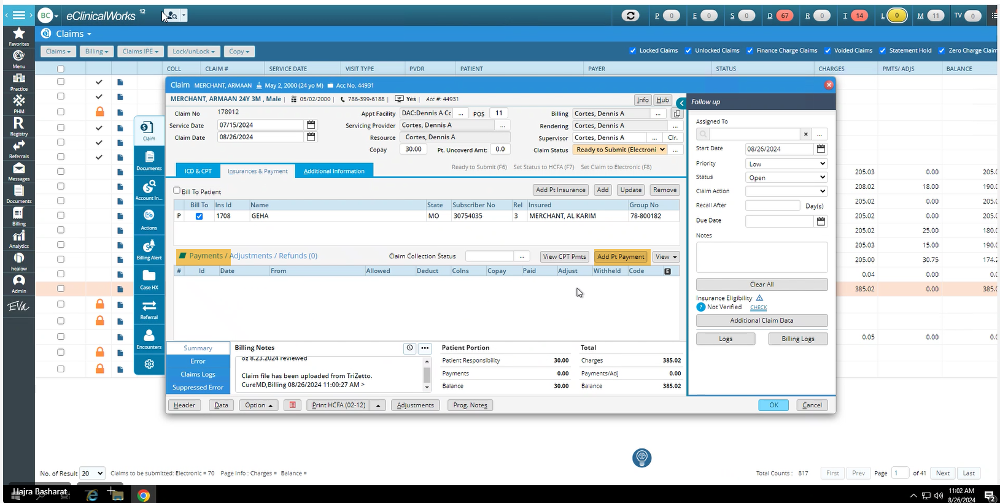 BC eClinicalWorks 12 P 0 E 0 S 0 D 67 R 0 T 14 L 0 M 11 TV 0
Claims
Claims Billing Claims IPE Lock/unLock Copy Locked Claims Unlocked Claims Finance Charge Claims Voided Claims Statement Hold Zero Charge Claim
COLL CLAIM # SERVICE DATE VISIT TYPE PVDR PATIENT PAYER STATUS CHARGES PMTS/ ADJS BALANCE
Favorites
Menu
Practice
PHM
Registry
Referrals
Messages
Documents
Billing
Analytics
healow
Admin
EVA
Claim
Documents
Account In...
Actions
Billing Alert
Case HX
Referral
Encounters
Claim MERCHANT, ARMAAN May 2, 2000 (24 yo M) Acc No. 44931
MERCHANT, ARMAAN 24Y 3M , Male | 05/02/2000 | 786-399-6188 | Yes | Acc #: 44931 Info Hub
Claim No 178912 Appt Facility DAC:Dennis A Cc ... POS 11 Billing Cortes, Dennis A ...
Service Date 07/15/2024 Servicing Provider Cortes, Dennis A ... Rendering Cortes, Dennis A ...
Claim Date 08/26/2024 Resource Cortes, Dennis A Supervisor Cortes, Dennis A ... Clr.
Copay 30.00 Pt. Uncoverd Amt: 0.0 Claim Status Ready to Submit (Electroni ...
ICD & CPT Insurances & Payment Additional Information Ready to Submit (F6) Set Status to HCFA (F7) Set Claim to Electronic (F8)
Bill To Patient Add Pt Insurance Add Update Remove
Bill To Ins Id Name State Subscriber No Rel Insured Group No
P 1708 GEHA MO 30754035 3 MERCHANT, AL KARIM 78-800182
Payments / Adjustments / Refunds (0) Claim Collection Status ... View CPT Pmts Add Pt Payment View
# Id Date From Allowed Deduct CoIns Copay Paid Adjust Withheld Code E
Summary
Error
Claims Logs
Suppressed Error
Billing Notes
oz 8.23.2024 reviewed
Claim file has been uploaded from TriZetto.
CureMD,Billing 08/26/2024 11:00:27 AM >
Patient Portion Total
Patient Responsibility 30.00 Charges 385.02
Payments 0.00 Payments/Adj 0.00
Balance 30.00 Balance 385.02
Header Data Option Print HCFA (02-12) Adjustments Prog. Notes OK Cancel
Follow up
Assigned To
x ...
Start Date 08/26/2024
Priority Low
Status Open
Claim Action
Recall After Day(s)
Due Date
Notes
Clear All
Insurance Eligibility
? Not Verified CHECK
Additional Claim Data
Logs Billing Logs
205.03 0.00 205.0
208.02 18.00 190.0
205.02 0.00 205.0
205.02 0.00 205.0
205.02 25.00 180.0
205.03 15.00 190.0
205.00 30.75 174.2
0.04 0.00 0.0
385.02 0.00 385.0
0.05 0.00 0.0
No. of Result 20 Claims to be submitted: Electronic = 70 Page Info : Charges = Balance = Total Counts : 817 First Prev Page 1 of 41 Next Last
Hajra Basharat
11:02 AM
8/26/2024
2